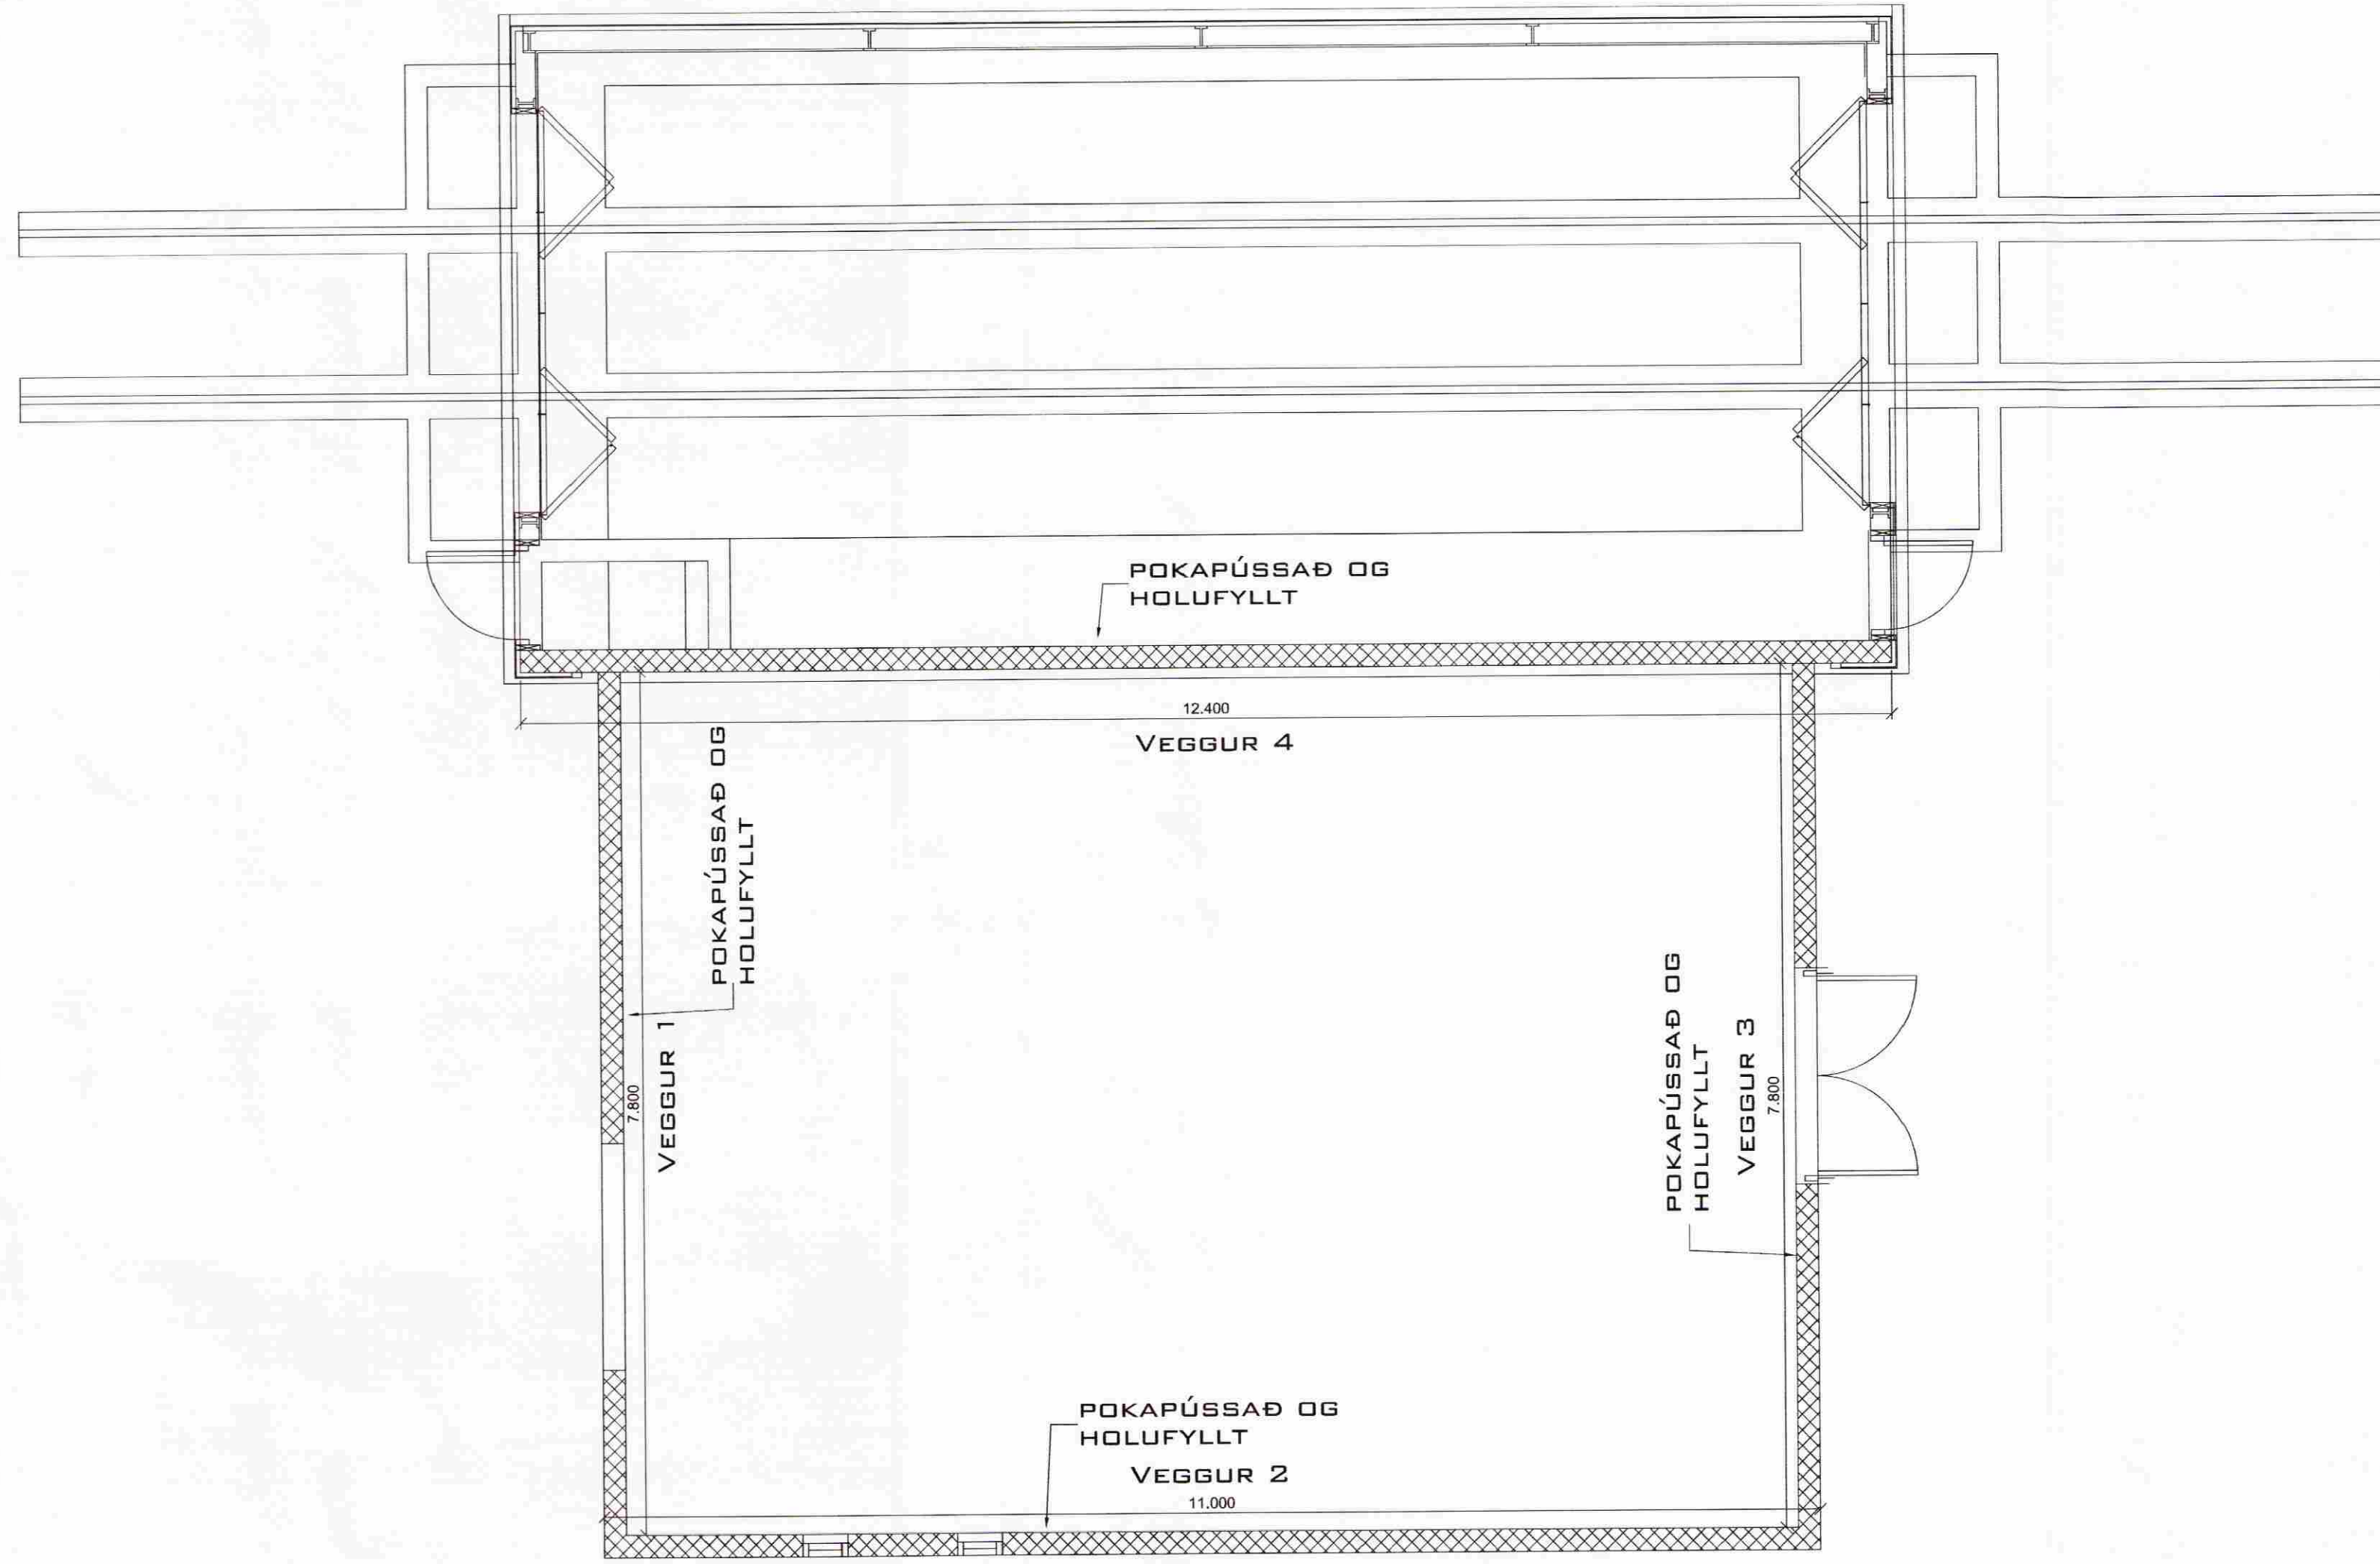 POKAPÚSSAÐ OG
HOLUFYLLT
12.400
VEGGUR 4
POKAPÚSSAÐ OG
HOLUFYLLT
7.800
VEGGUR 1
POKAPÚSSAÐ OG
HOLUFYLLT
VEGGUR 3
7.800
POKAPÚSSAÐ OG
HOLUFYLLT
VEGGUR 2
11.000